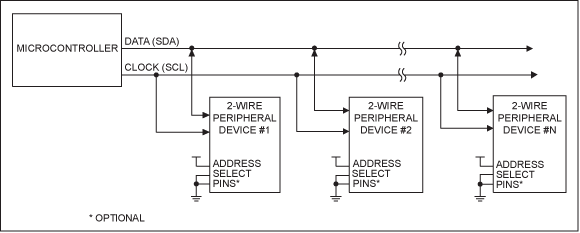 MICROCONTROLLER
DATA (SDA)
CLOCK (SCL)
2-WIRE
PERIPHERAL
DEVICE #1
ADDRESS
SELECT
PINS*
2-WIRE
PERIPHERAL
DEVICE #2
ADDRESS
SELECT
PINS*
2-WIRE
PERIPHERAL
DEVICE #N
ADDRESS
SELECT
PINS*
* OPTIONAL